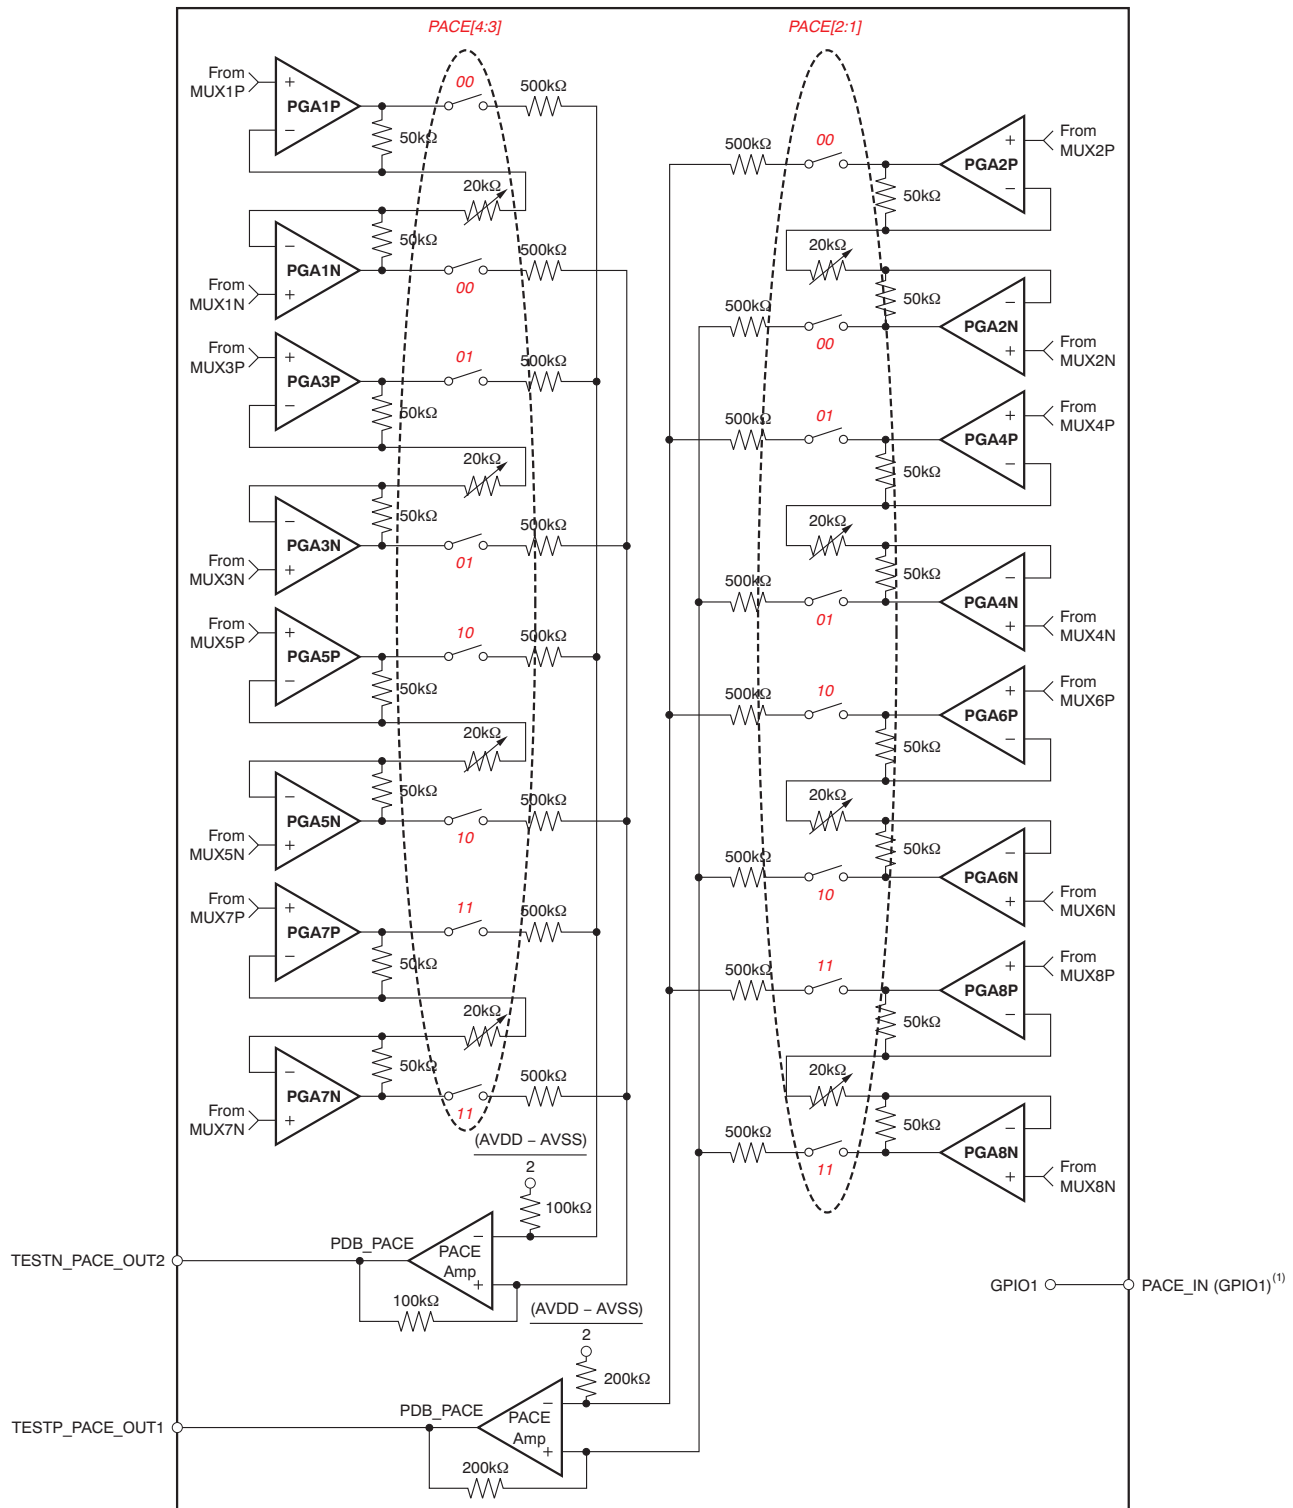 PACE[4:3]
PACE[2:1]
From
MUX1P
+
PGA1P
−
00
500kΩ
50kΩ
20kΩ
−
PGA1N
+
From
MUX1N
50kΩ
00
500kΩ
From
MUX3P
+
PGA3P
−
01
500kΩ
50kΩ
20kΩ
−
PGA3N
+
From
MUX3N
50kΩ
01
500kΩ
From
MUX5P
+
PGA5P
−
10
500kΩ
50kΩ
20kΩ
−
PGA5N
+
From
MUX5N
50kΩ
10
500kΩ
From
MUX7P
+
PGA7P
−
11
500kΩ
50kΩ
20kΩ
−
PGA7N
+
From
MUX7N
50kΩ
11
500kΩ
500kΩ
00
+
PGA2P
−
From
MUX2P
50kΩ
20kΩ
500kΩ
00
50kΩ
−
PGA2N
+
From
MUX2N
500kΩ
01
+
PGA4P
−
From
MUX4P
50kΩ
20kΩ
500kΩ
01
50kΩ
−
PGA4N
+
From
MUX4N
500kΩ
10
+
PGA6P
−
From
MUX6P
50kΩ
20kΩ
500kΩ
10
50kΩ
−
PGA6N
+
From
MUX6N
500kΩ
11
+
PGA8P
−
From
MUX8P
50kΩ
20kΩ
500kΩ
11
50kΩ
−
PGA8N
+
From
MUX8N
(AVDD − AVSS)
2
100kΩ
TESTN_PACE_OUT2
PDB_PACE
−
PACE
Amp
+
100kΩ
GPIO1
PACE_IN (GPIO1)(1)
(AVDD − AVSS)
2
200kΩ
TESTP_PACE_OUT1
PDB_PACE
−
PACE
Amp
+
200kΩ